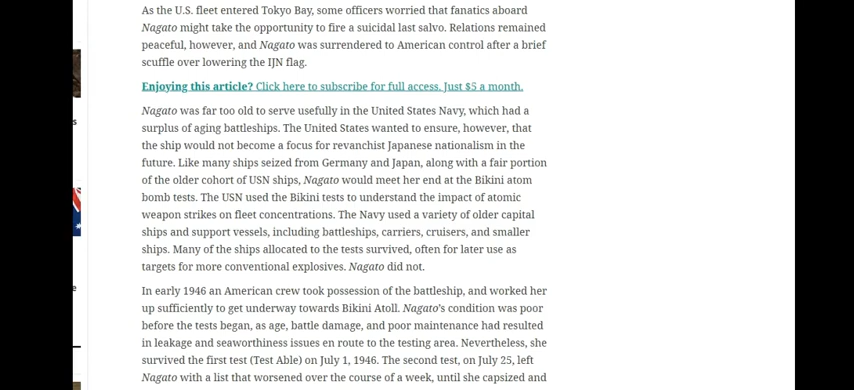 As the U.S. fleet entered Tokyo Bay, some officers worried that fanatics aboard
Nagato might take the opportunity to fire a suicidal last salvo. Relations remained
peaceful, however, and Nagato was surrendered to American control after a brief
scuffle over lowering the IJN flag.
Enjoying this article? Click here to subscribe for full access. Just $5 a month.
Nagato was far too old to serve usefully in the United States Navy, which had a
s
surplus of aging battleships. The United States wanted to ensure, however, that
the ship would not become a focus for revanchist Japanese nationalism in the
future. Like many ships seized from Germany and Japan, along with a fair portion
of the older cohort of USN ships, Nagato would meet her end at the Bikini atom
bomb tests. The USN used the Bikini tests to understand the impact of atomic
weapon strikes on fleet concentrations. The Navy used a variety of older capital
ships and support vessels, including battleships, carriers, cruisers, and smaller
ships. Many of the ships allocated to the tests survived, often for later use as
targets for more conventional explosives. Nagato did not.
e
In early 1946 an American crew took possession of the battleship, and worked her
up sufficiently to get underway towards Bikini Atoll. Nagato's condition was poor
before the tests began, as age, battle damage, and poor maintenance had resulted
in leakage and seaworthiness issues en route to the testing area. Nevertheless, she
survived the first test (Test Able) on July 1, 1946. The second test, on July 25, left
Nagato with a list that worsened over the course of a week, until she capsized and